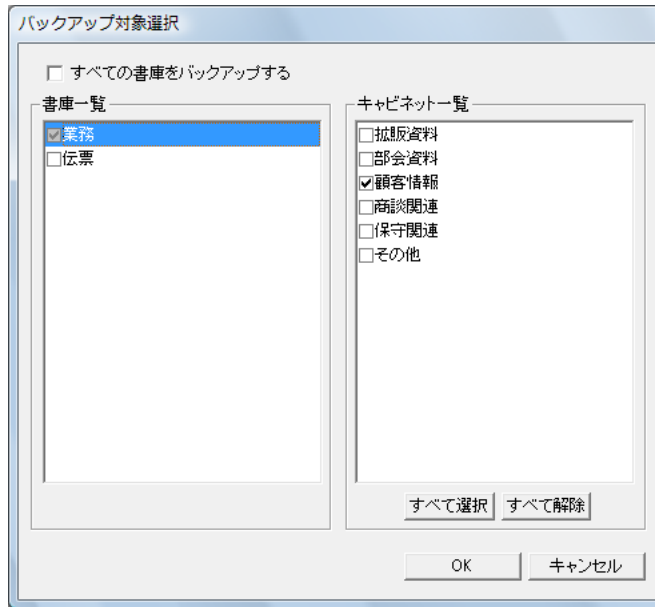 バックアップ対象選択
すべての書庫をバックアップする
書庫一覧
業務
伝票
キャビネット一覧
拡販資料
部会資料
顧客情報
商談関連
保守関連
その他
すべて選択 すべて解除
OK キャンセル